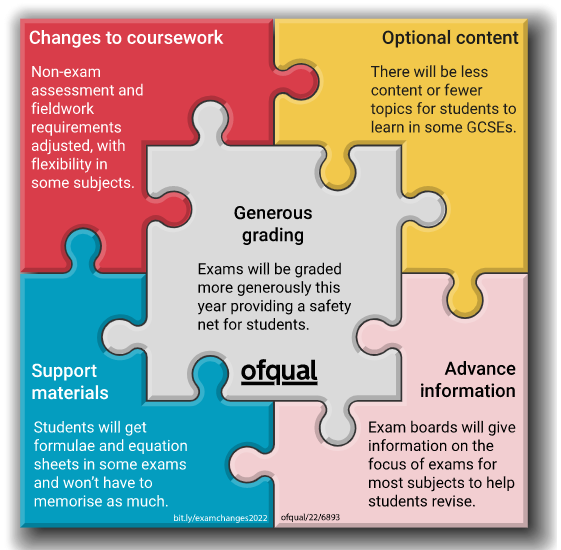 Changes to coursework
Non-exam
assessment and
fieldwork
requirements
adjusted, with
flexibility in
some subjects.
Optional content
There will be less
content or fewer
topics for students to
learn in some GCSEs.
Generous
grading
Exams will be graded
more generously this
year providing a safety
net for students.
ofqual
Support
materials
Students will get
formulae and equation
sheets in some exams
and won't have to
memorise as much.
bit.ly/examchanges2022
Advance
information
Exam boards will give
information on the
focus of exams for
most subjects to help
students revise.
ofqual/22/6893